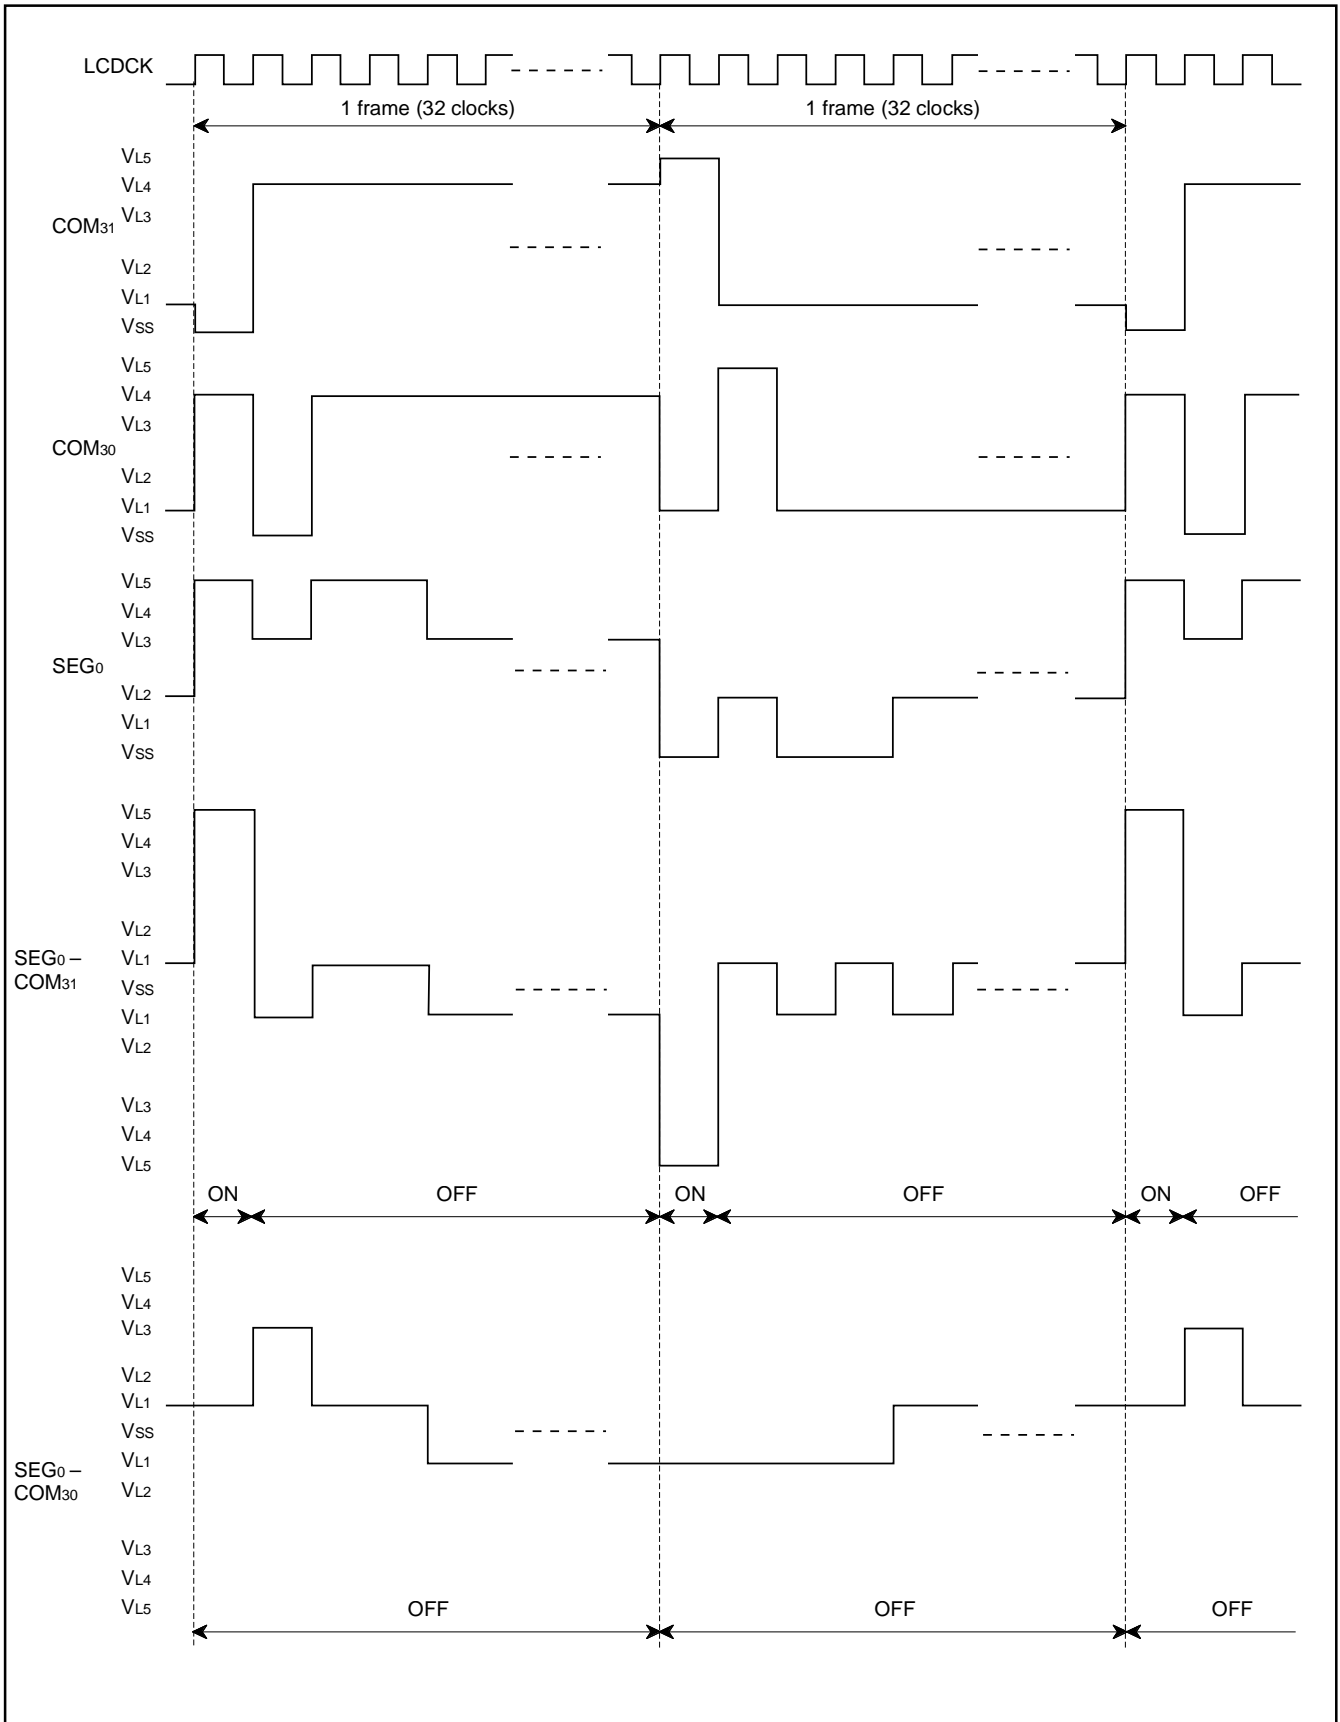 LCDCK
1 frame (32 clocks) 1 frame (32 clocks)
VL5
VL4
VL3
COM31
VL2
VL1
VSS
VL5
VL4
VL3
COM30
VL2
VL1
VSS
VL5
VL4
VL3
SEG0
VL2
VL1
VSS
VL5
VL4
VL3
VL2
SEG0 –
COM31
VL1
VSS
VL1
VL2
VL3
VL4
VL5
ON OFF ON OFF ON OFF
VL5
VL4
VL3
VL2
VL1
VSS
VL1
SEG0 –
COM30
VL2
VL3
VL4
VL5
OFF OFF OFF